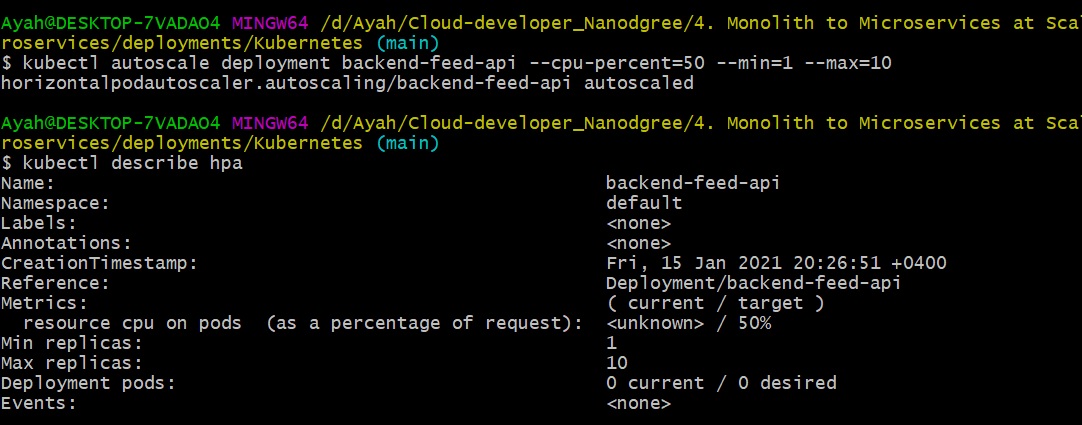 Ayah@DESKTOP-7VADAO4 MINGW64 /d/Ayah/Cloud-developer_Nanodgree/4. Monolith to Microservices at Sca
roservices/deployments/Kubernetes (main)
$ kubectl autoscale deployment backend-feed-api --cpu-percent=50 --min=1 --max=10
horizontalpodautoscaler.autoscaling/backend-feed-api autoscaled
Ayah@DESKTOP-7VADAO4 MINGW64 /d/Ayah/Cloud-developer_Nanodgree/4. Monolith to Microservices at Sca
roservices/deployments/Kubernetes (main)
$ kubectl describe hpa
Name: backend-feed-api
Namespace: default
Labels: <none>
Annotations: <none>
CreationTimestamp: Fri, 15 Jan 2021 20:26:51 +0400
Reference: Deployment/backend-feed-api
Metrics: ( current / target )
resource cpu on pods (as a percentage of request): <unknown> / 50%
Min replicas: 1
Max replicas: 10
Deployment pods: 0 current / 0 desired
Events: <none>